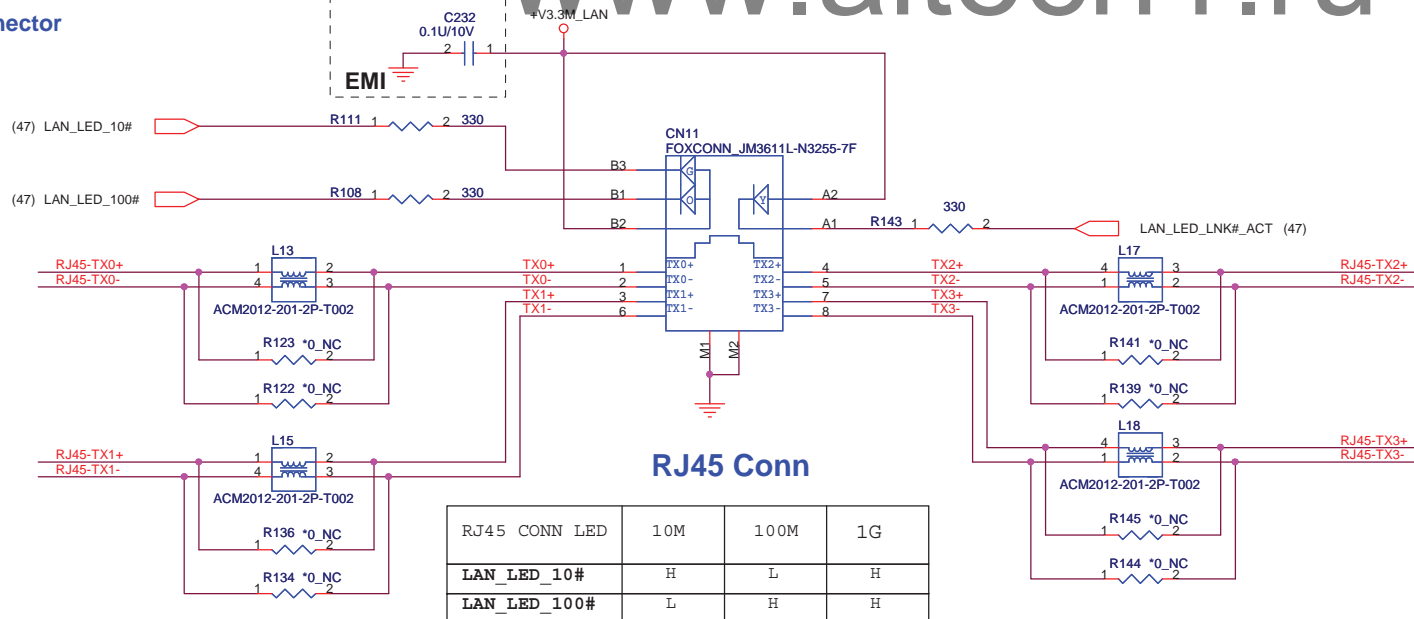 www.aitech1.ru
nector
C232
0.1U/10V
2 1
+V3.3M_LAN
EMI
(47) LAN_LED_10#
R111 1 2 330
CN11
FOXCONN_JM3611L-N3255-7F
B3
G
(47) LAN_LED_100#
R108 1 2 330
B1
O
Y
A2
B2
A1
R143 1 330 2
LAN_LED_LNK#_ACT (47)
RJ45-TX0+
RJ45-TX0-
L13
1 2
4 3
ACM2012-201-2P-T002
TX0+ 1 TX0+
TX0- 2 TX0-
TX1+ 3 TX1+
TX1- 6 TX1-
TX2+ 4 TX2+
TX2- 5 TX2-
TX3+ 7 TX3+
TX3- 8 TX3-
L17
4 3
1 2
ACM2012-201-2P-T002
RJ45-TX2+
RJ45-TX2-
M1
M2
R123 *0_NC
1 2
R122 *0_NC
1 2
R141 *0_NC
1 2
R139 *0_NC
1 2
RJ45-TX1+
RJ45-TX1-
L15
1 2
4 3
ACM2012-201-2P-T002
R136 *0_NC
1 2
R134 *0_NC
1 2
RJ45 Conn
L18
4 3
1 2
ACM2012-201-2P-T002
RJ45-TX3+
RJ45-TX3-
R145 *0_NC
1 2
R144 *0_NC
1 2
RJ45 CONN LED 10M 100M 1G
LAN_LED_10# H L H
LAN_LED_100# L H H